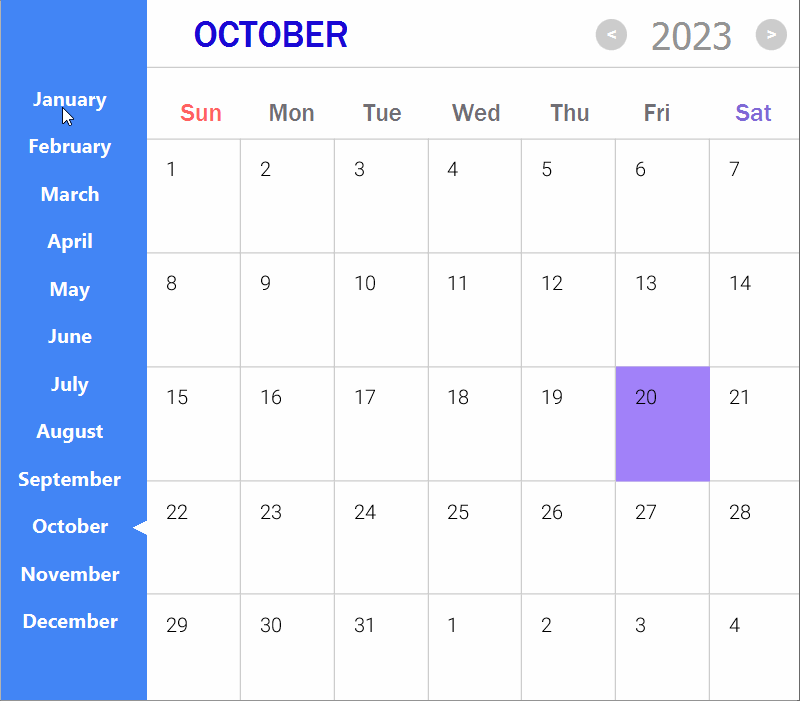 January
February
March
April
May
June
July
August
September
October
November
December
OCTOBER < 2023 >
Sun Mon Tue Wed Thu Fri Sat
1 2 3 4 5 6 7
8 9 10 11 12 13 14
15 16 17 18 19 20 21
22 23 24 25 26 27 28
29 30 31 1 2 3 4